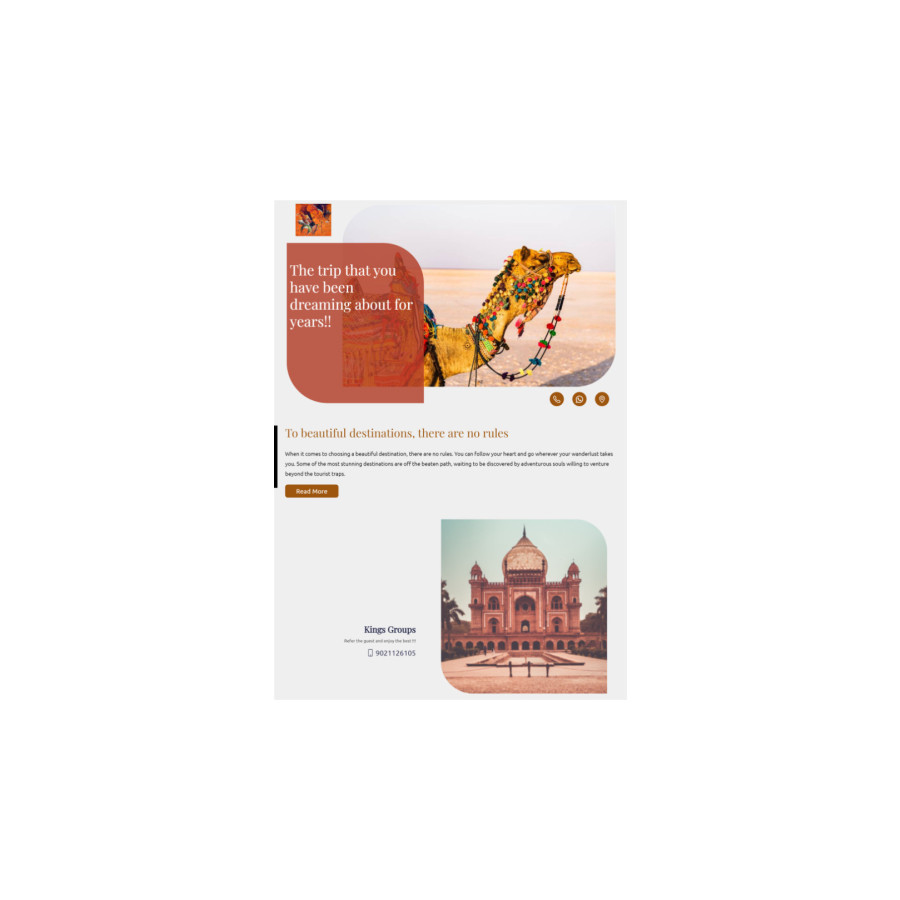 The trip that you
have been
dreaming about for
years!!
To beautiful destinations, there are no rules
When it comes to choosing a beautiful destination, there are no rules. You can follow your heart and go wherever your wanderlust takes
you. Some of the most stunning destinations are off the beaten path, waiting to be discovered by adventurous souls willing to venture
beyond the tourist traps.
Read More
Kings Groups
Refer the guest and enjoy the best !!!
9021126105